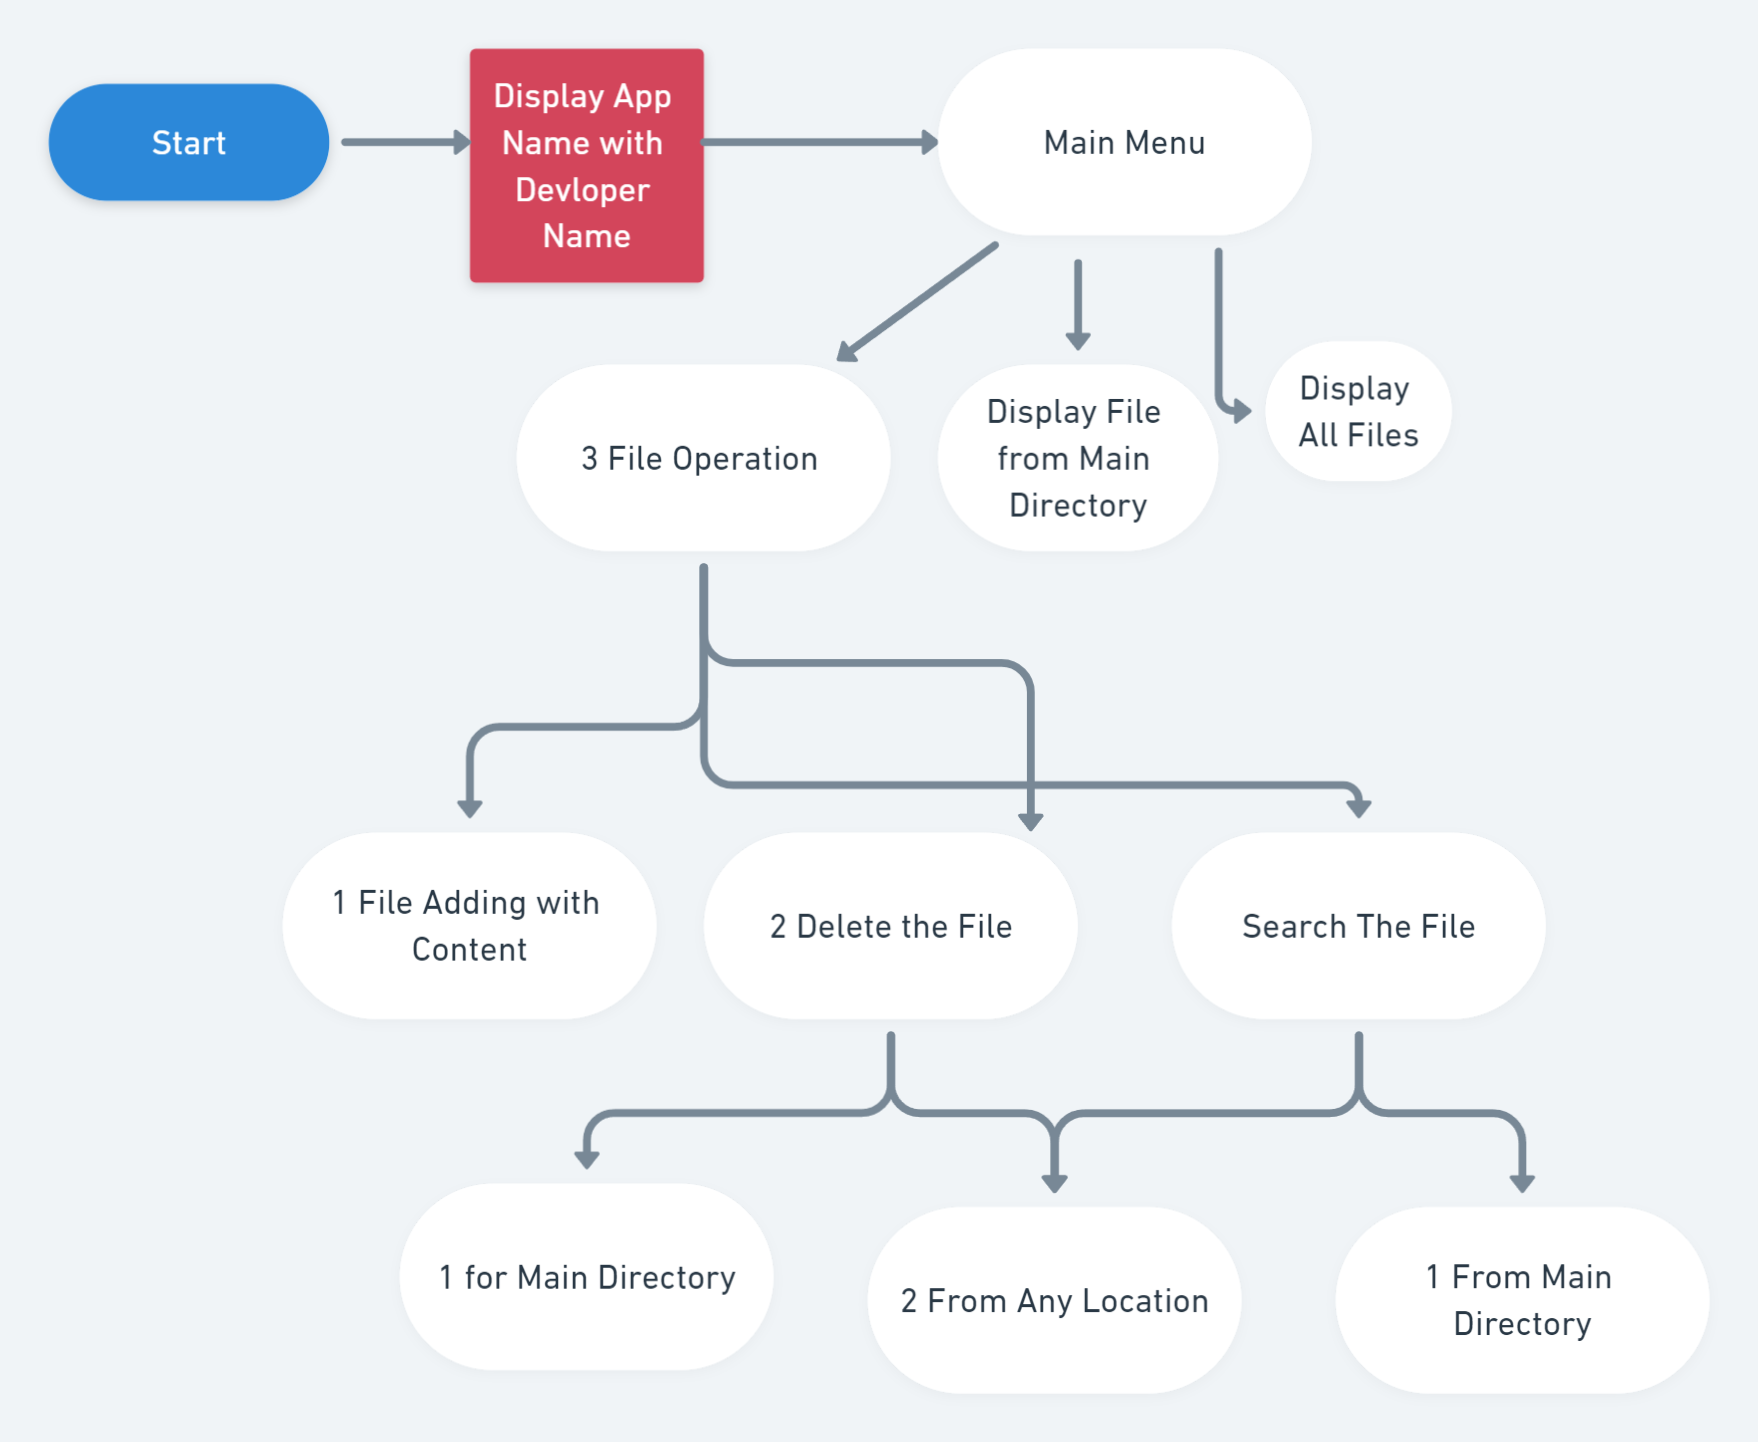 Start
Display App
Name with
Devloper
Name
Main Menu
3 File Operation
Display File
from Main
Directory
Display
All Files
1 File Adding with
Content
2 Delete the File
Search The File
1 for Main Directory
2 From Any Location
1 From Main
Directory